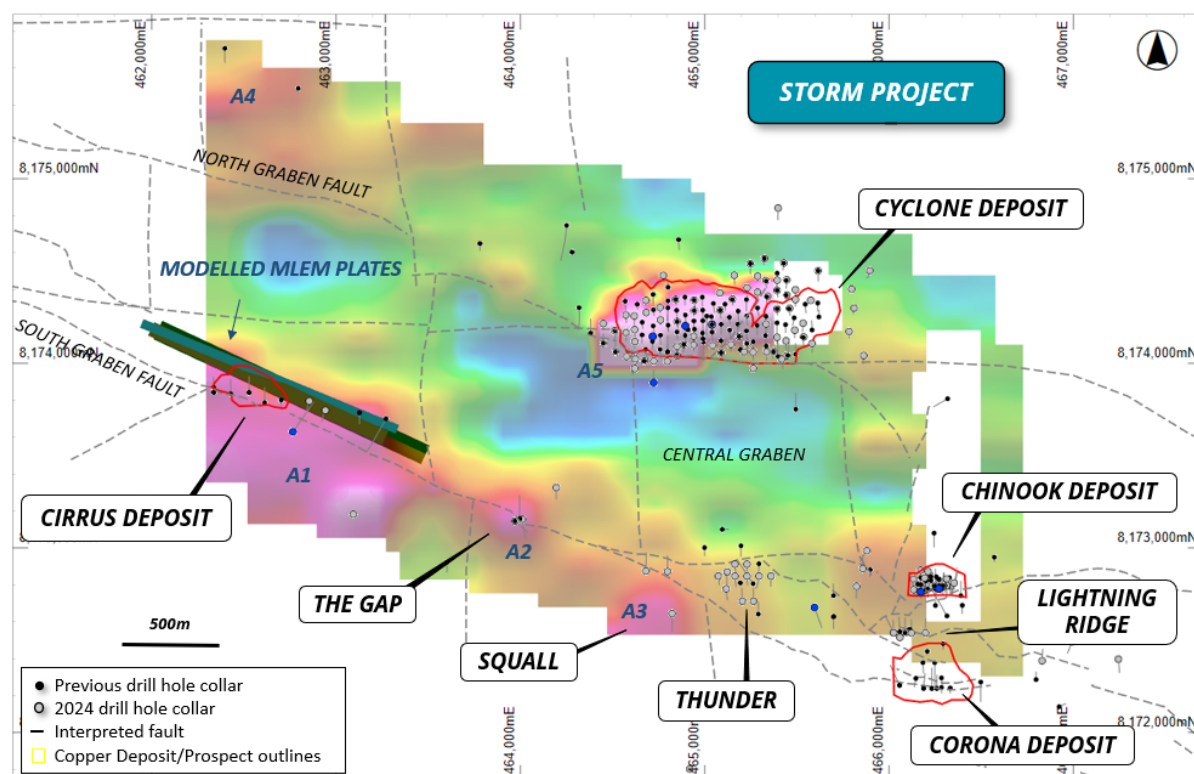 462,000mE
463,000mE
464,000mE
465,000mE
467,000mE
STORM PROJECT
A4
NORTH GRABEN FAULT
8,175,000mN
8,175,000mN
CYCLONE DEPOSIT
MODELLED MLEM PLATES
SOUTH GRABEN FAULT
8,174,000mN
8,174,000mN
A5
CENTRAL GRABEN
A1
CIRRUS DEPOSIT
CHINOOK DEPOSIT
A2
8,173,000mN
THE GAP
A3
LIGHTNING
RIDGE
500m
SQUALL
THUNDER
Previous drill hole collar
2024 drill hole collar
Interpreted fault
Copper Deposit/Prospect outlines
464,000mE
466,000mE
8,172,000mN
CORONA DEPOSIT